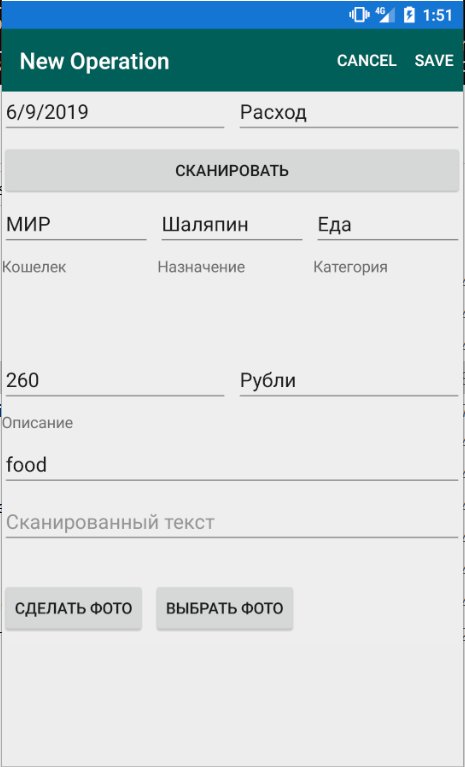 4G 1:51
New Operation CANCEL SAVE
6/9/2019 Расход
СКАНИРОВАТЬ
МИР Шаляпин Еда
Кошелек Назначение Категория
260 Рубли
Описание
food
Сканированный текст
СДЕЛАТЬ ФОТО ВЫБРАТЬ ФОТО